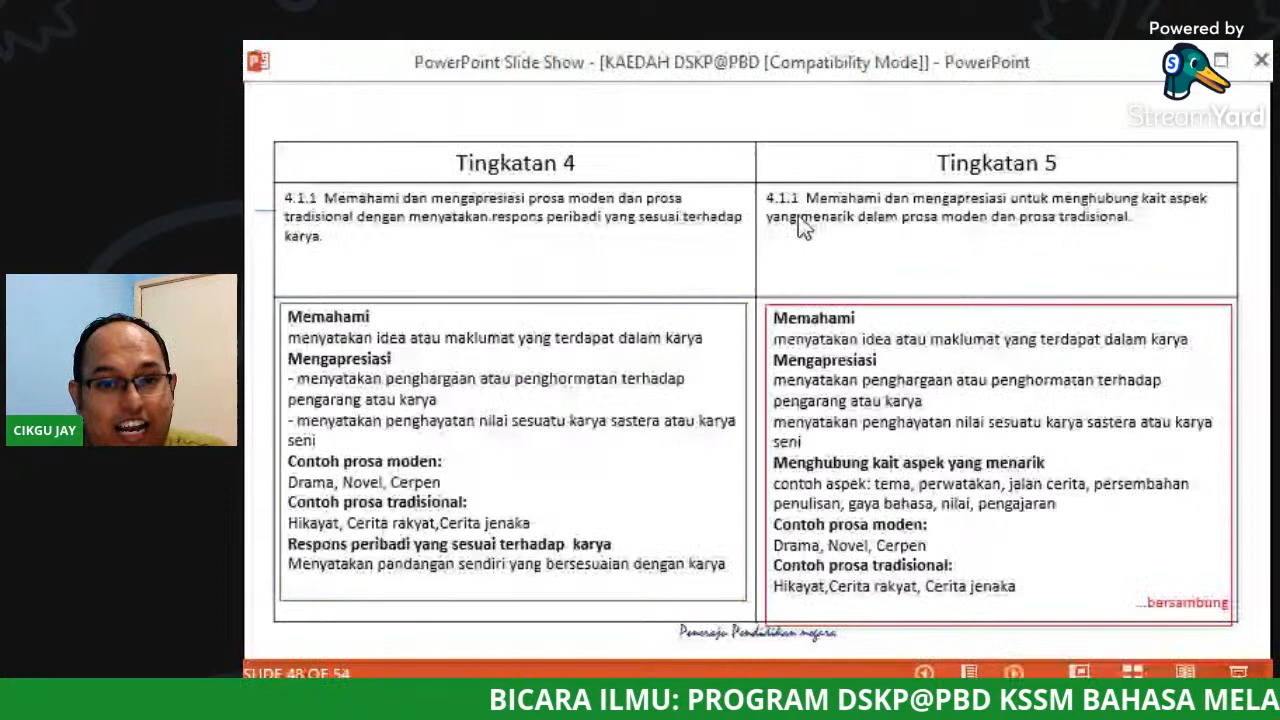 Powered by
StreamYard
PowerPoint Slide Show - [KAEDAH DSKP@PBD [Compatibility Mode]] - PowerPoint
Tingkatan 4
4.1.1 Memahami dan mengapresiasi prosa moden dan prosa
tradisional dengan menyatakan respons peribadi yang sesuai terhadap
karya.
Memahami
menyatakan idea atau maklumat yang terdapat dalam karya
Mengapresiasi
- menyatakan penghargaan atau penghormatan terhadap
pengarang atau karya
- menyatakan penghayatan nilai sesuatu karya sastera atau karya
seni
Contoh prosa moden:
Drama, Novel, Cerpen
Contoh prosa tradisional:
Hikayat, Cerita rakyat,Cerita jenaka
Respons peribadi yang sesuai terhadap karya
Menyatakan pandangan sendiri yang bersesuaian dengan karya
Tingkatan 5
4.1.1 Memahami dan mengapresiasi untuk menghubung kait aspek
yang menarik dalam prosa moden dan prosa tradisional.
Memahami
menyatakan idea atau maklumat yang terdapat dalam karya
Mengapresiasi
menyatakan penghargaan atau penghormatan terhadap
pengarang atau karya
menyatakan penghayatan nilai sesuatu karya sastera atau karya
seni
Menghubung kait aspek yang menarik
contoh aspek: tema, perwatakan, jalan cerita, persembahan
penulisan, gaya bahasa, nilai, pengajaran
Contoh prosa moden:
Drama, Novel, Cerpen
Contoh prosa tradisional:
Hikayat,Cerita rakyat, Cerita jenaka
...bersambung
Peneraju Pendidikan negara
SLIDE 48 OF 54
CIKGU JAY
BICARA ILMU: PROGRAM DSKP@PBD KSSM BAHASA MELA